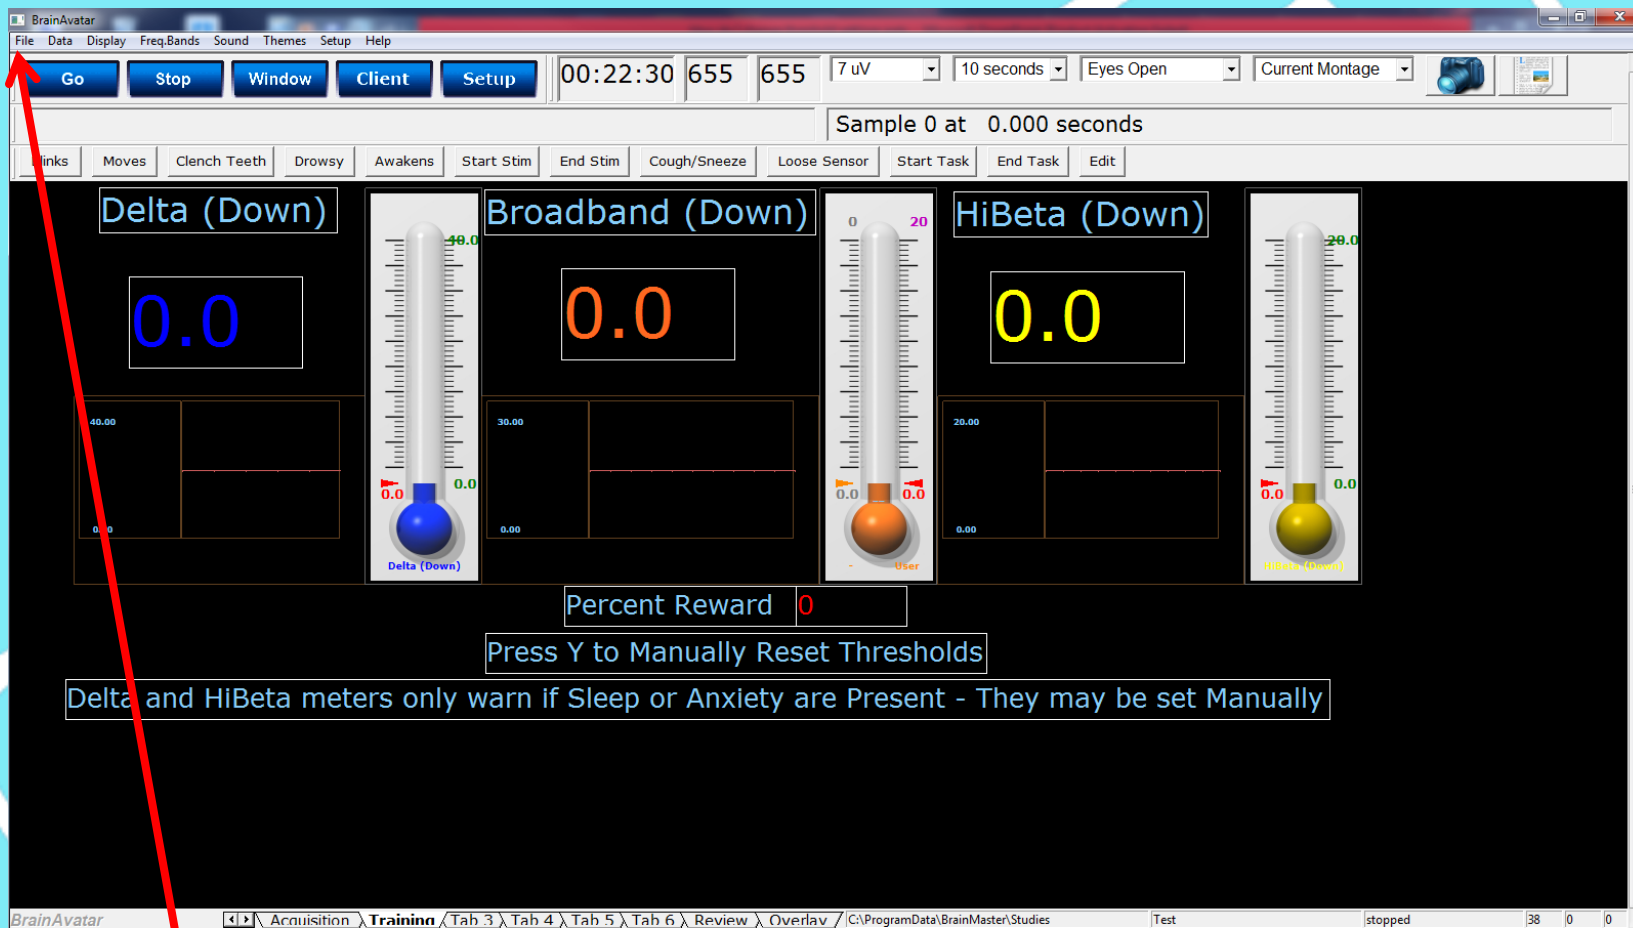 BrainAvatar
File Data Display Freq.Bands Sound Themes Setup Help
Go Stop Window Client Setup 00:22:30 655 655 7 uV 10 seconds Eyes Open Current Montage
Sample 0 at 0.000 seconds
Moves Clench Teeth Drowsy Awakens Start Stim End Stim Cough/Sneeze Loose Sensor Start Task End Task Edit
Delta (Down) Broadband (Down) HiBeta (Down)
0 20
40.0 20.0
0.0 0.0 0.0
40.00 30.00 20.00
0.0 0.0
0.0 0.0 0.0 0.0
0.00 0.00 0.00
Delta (Down) - User HiBeta (Down)
Percent Reward 0
Press Y to Manually Reset Thresholds
Delta and HiBeta meters only warn if Sleep or Anxiety are Present - They may be set Manually
BrainAvatar Acquisition Training Tab 3 Tab 4 Tab 5 Tab 6 Review Overlay C:\ProgramData\BrainMaster\Studies Test stopped 38 0 0